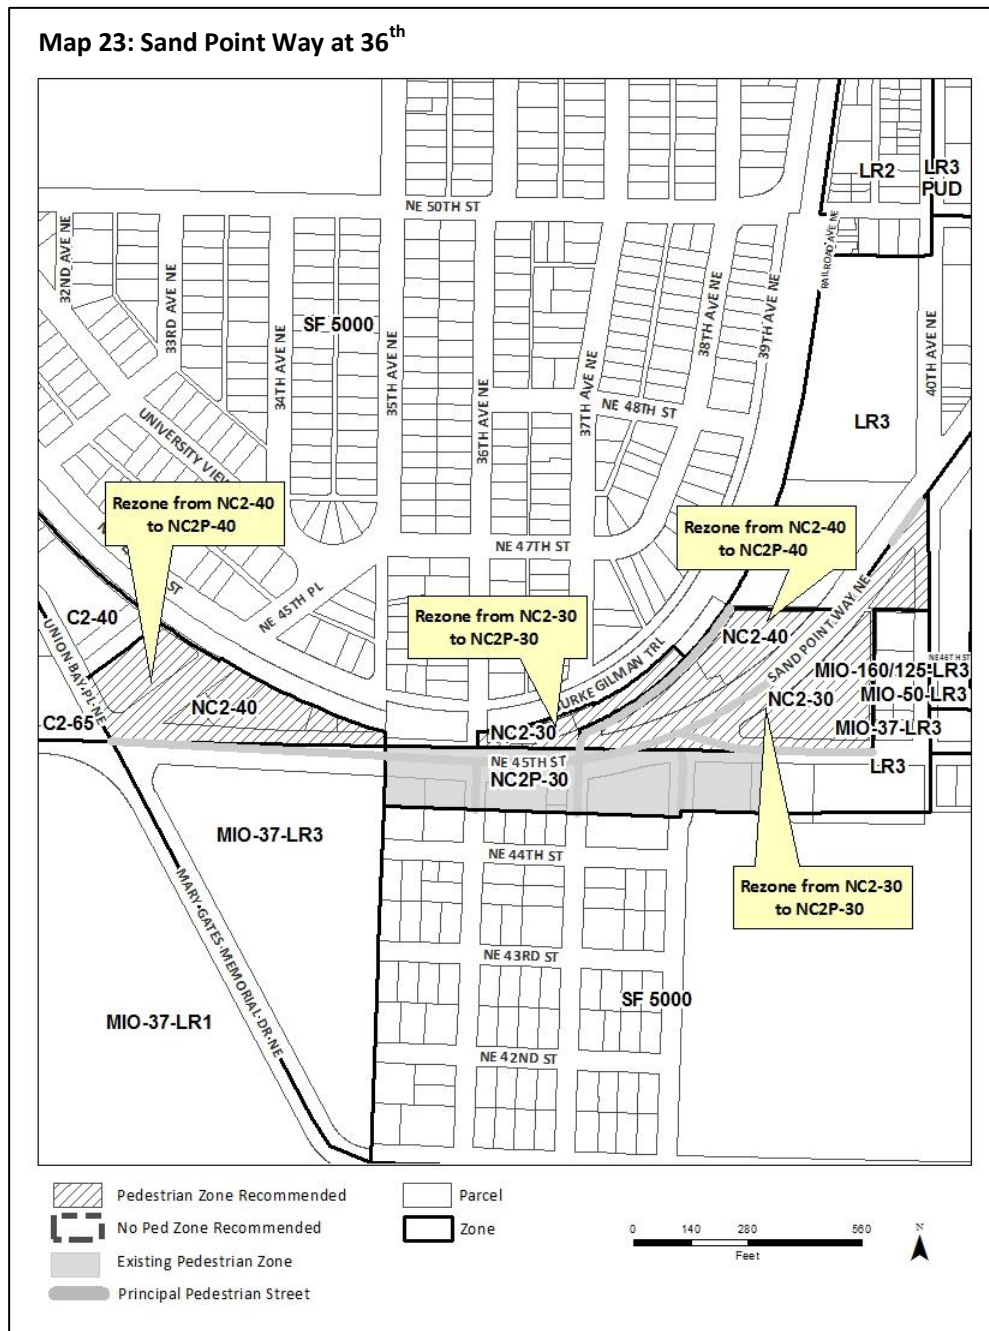 Map 23: Sand Point Way at 36th
LR2
LR3
PUD
NE 50TH ST
RAILROAD AVE NE
32ND AVE NE
33RD AVE NE
34TH AVE NE
SF 5000
35TH AVE NE
36TH AVE NE
37TH AVE NE
38TH AVE NE
39TH AVE NE
40TH AVE NE
NE 48TH ST
LR3
UNIVERSITY VIEW
Rezone from NC2-40
to NC2P-40
ST
NE 47TH ST
Rezone from NC2-40
to NC2P-40
NE 45TH PL
Rezone from NC2-30
to NC2P-30
C2-40
UNION BAY PL NE
BURKE GILMAN TRL
NC2-40
SAND POINT WAY NE
NE 46TH ST
MIO-160/125-LR3
NC2-40
NC2-30
MIO-50-LR3
C2-65
NC2-30
MIO-37-LR3
NE 45TH ST
NC2P-30
LR3
MIO-37-LR3
NE 44TH ST
Rezone from NC2-30
to NC2P-30
MARY GATES MEMORIAL DR NE
NE 43RD ST
SF 5000
MIO-37-LR1
NE 42ND ST
Pedestrian Zone Recommended
Parcel
No Ped Zone Recommended
Zone
Existing Pedestrian Zone
Principal Pedestrian Street
0 140 280 560
Feet
N